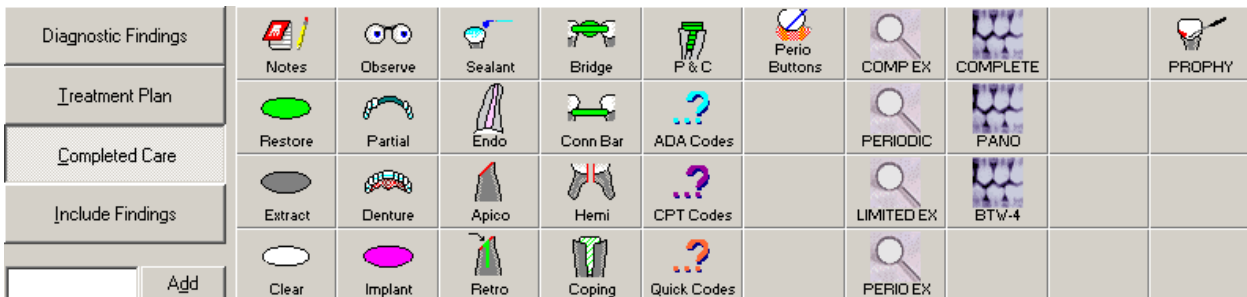 Diagnostic Findings
Treatment Plan
Completed Care
Include Findings
Add
Notes
Observe
Sealant
Bridge
P & C
Perio
Buttons
COMP EX
COMPLETE
PROPHY
Restore
Partial
Endo
Conn Bar
ADA Codes
PERIODIC
PANO
Extract
Denture
Apico
Hemi
CPT Codes
LIMITED EX
BTW-4
Clear
Implant
Retro
Coping
Quick Codes
PERIO EX